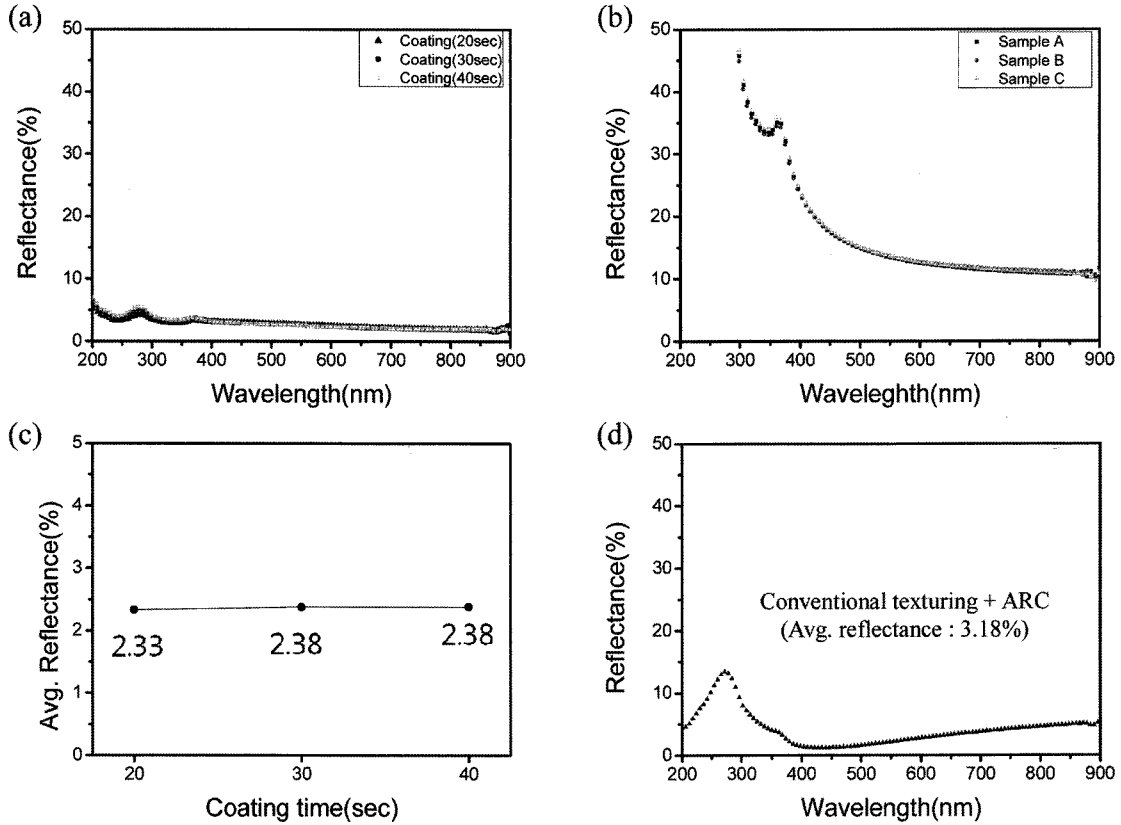 (a)
50
40
30
20
10
0
Reflectance(%)
Coating(20sec)
Coating(30sec)
Coating(40sec)
200 300 400 500 600 700 800 900
Wavelength(nm)
(b)
50
40
30
20
10
0
Reflectance(%)
Sample A
Sample B
Sample C
200 300 400 500 600 700 800 900
Waveleghth(nm)
(c)
5
4
3
2
1
0
Avg. Reflectance(%)
2.33 2.38 2.38
20 30 40
Coating time(sec)
(d)
50
40
30
20
10
0
Reflectance(%)
Conventional texturing + ARC
(Avg. reflectance : 3.18%)
200 300 400 500 600 700 800 900
Wavelength(nm)